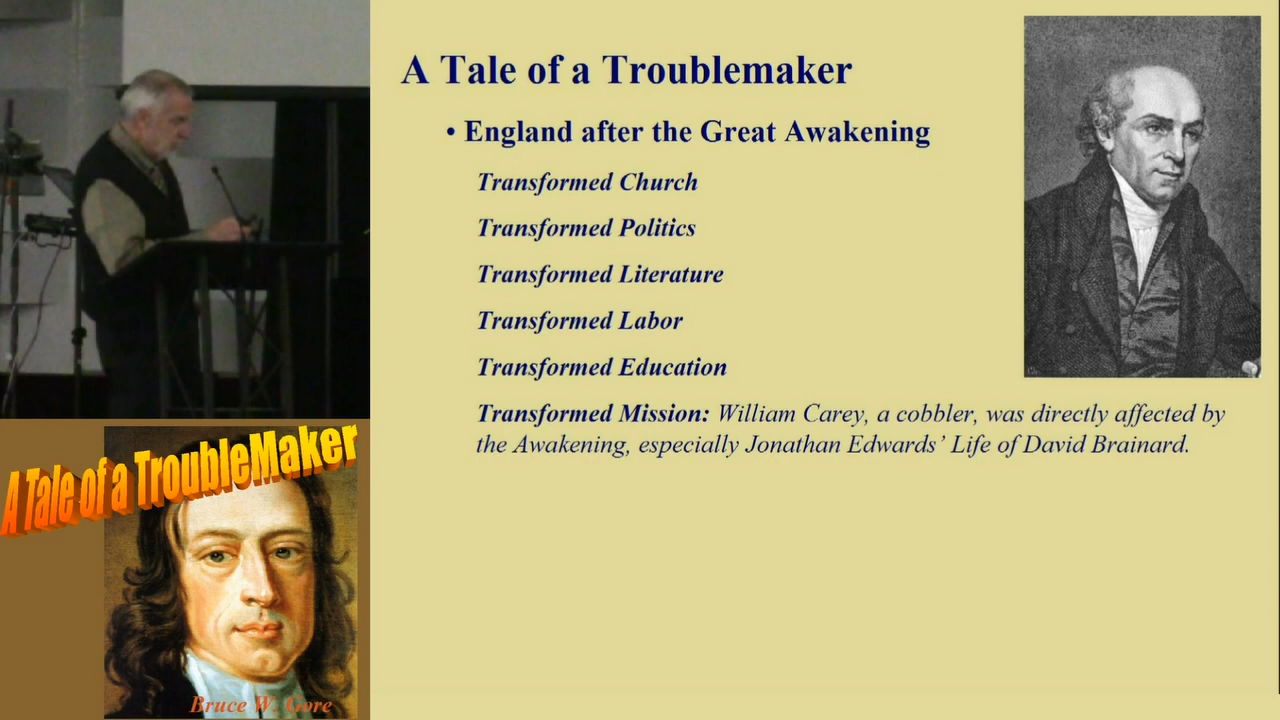 A Tale of a Troublemaker
• England after the Great Awakening
Transformed Church
Transformed Politics
Transformed Literature
Transformed Labor
Transformed Education
Transformed Mission: William Carey, a cobbler, was directly affected by
the Awakening, especially Jonathan Edwards’ Life of David Brainard.
A Tale of a TroubleMaker
Bruce W. Gore